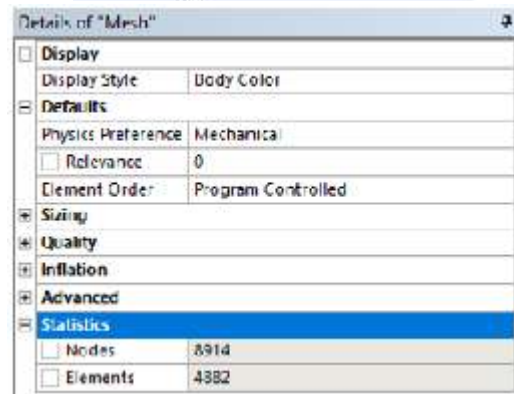 Details of "Mesh"
Display
Display Style Body Color
Defaults
Physics Preference Mechanical
Relevance 0
Element Order Program Controlled
Sizing
Quality
Inflation
Advanced
Statistics
Nodes 8914
Elements 4382